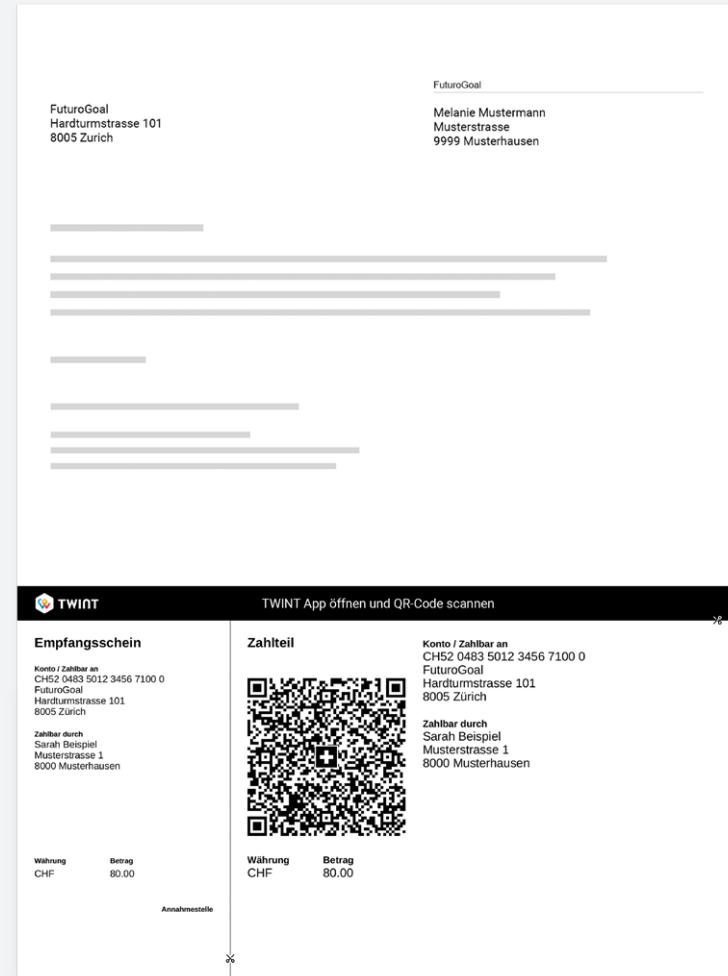 FuturoGoal
FuturoGoal
Hardturmstrasse 101
8005 Zurich
Melanie Mustermann
Musterstrasse
9999 Musterhausen
TWINT
TWINT App öffnen und QR-Code scannen
Empfangsschein
Konto / Zahlbar an
CH52 0483 5012 3456 7100 0
FuturoGoal
Hardturmstrasse 101
8005 Zürich
Zahlbar durch
Sarah Beispiel
Musterstrasse 1
8000 Musterhausen
Währung Betrag
CHF 80.00
Annahmestelle
Zahlteil
Währung Betrag
CHF 80.00
Konto / Zahlbar an
CH52 0483 5012 3456 7100 0
FuturoGoal
Hardturmstrasse 101
8005 Zürich
Zahlbar durch
Sarah Beispiel
Musterstrasse 1
8000 Musterhausen